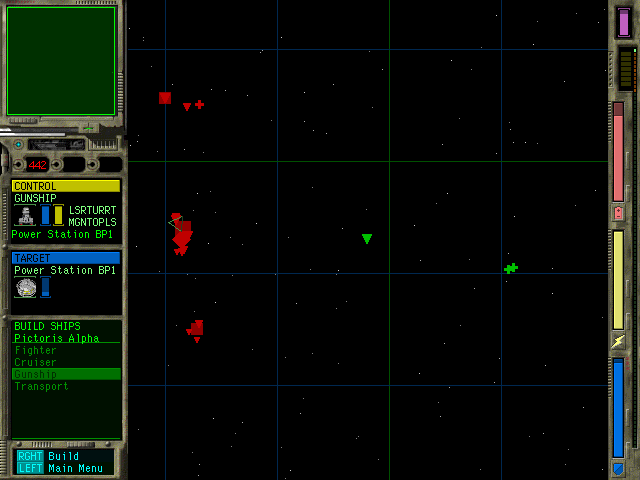 442
CONTROL
GUNSHIP
LSRTURRT
MGNTOPLS
Power Station BP1
TARGET
Power Station BP1
BUILD SHIPS
Pictoris Alpha
Fighter
Cruiser
Gunship
Transport
RGHT Build
LEFT Main Menu